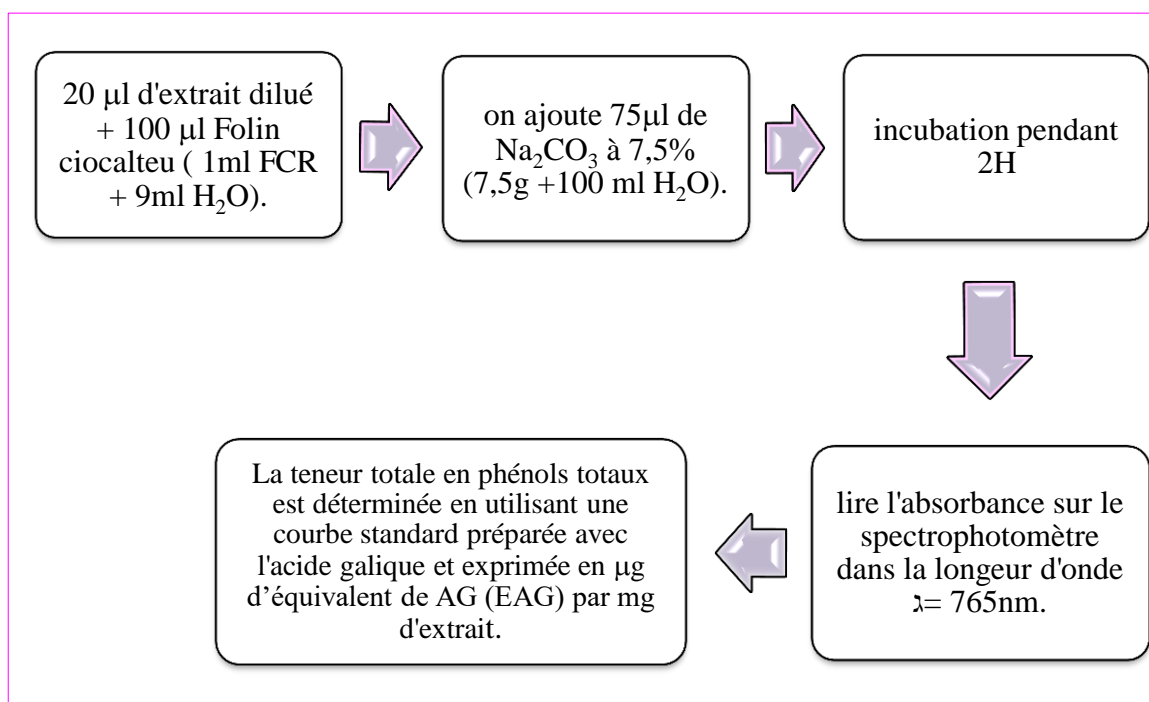 20 µl d'extrait dilué
+ 100 µl Folin
ciocalteu ( 1ml FCR
+ 9ml H₂O).
on ajoute 75µl de
Na₂CO₃ à 7,5%
(7,5g +100 ml H₂O).
incubation pendant
2H
lire l'absorbance sur le
spectrophotomètre
dans la longeur d'onde
ג= 765nm.
La teneur totale en phénols totaux
est déterminée en utilisant une
courbe standard préparée avec
l'acide galique et exprimée en µg
d’équivalent de AG (EAG) par mg
d'extrait.